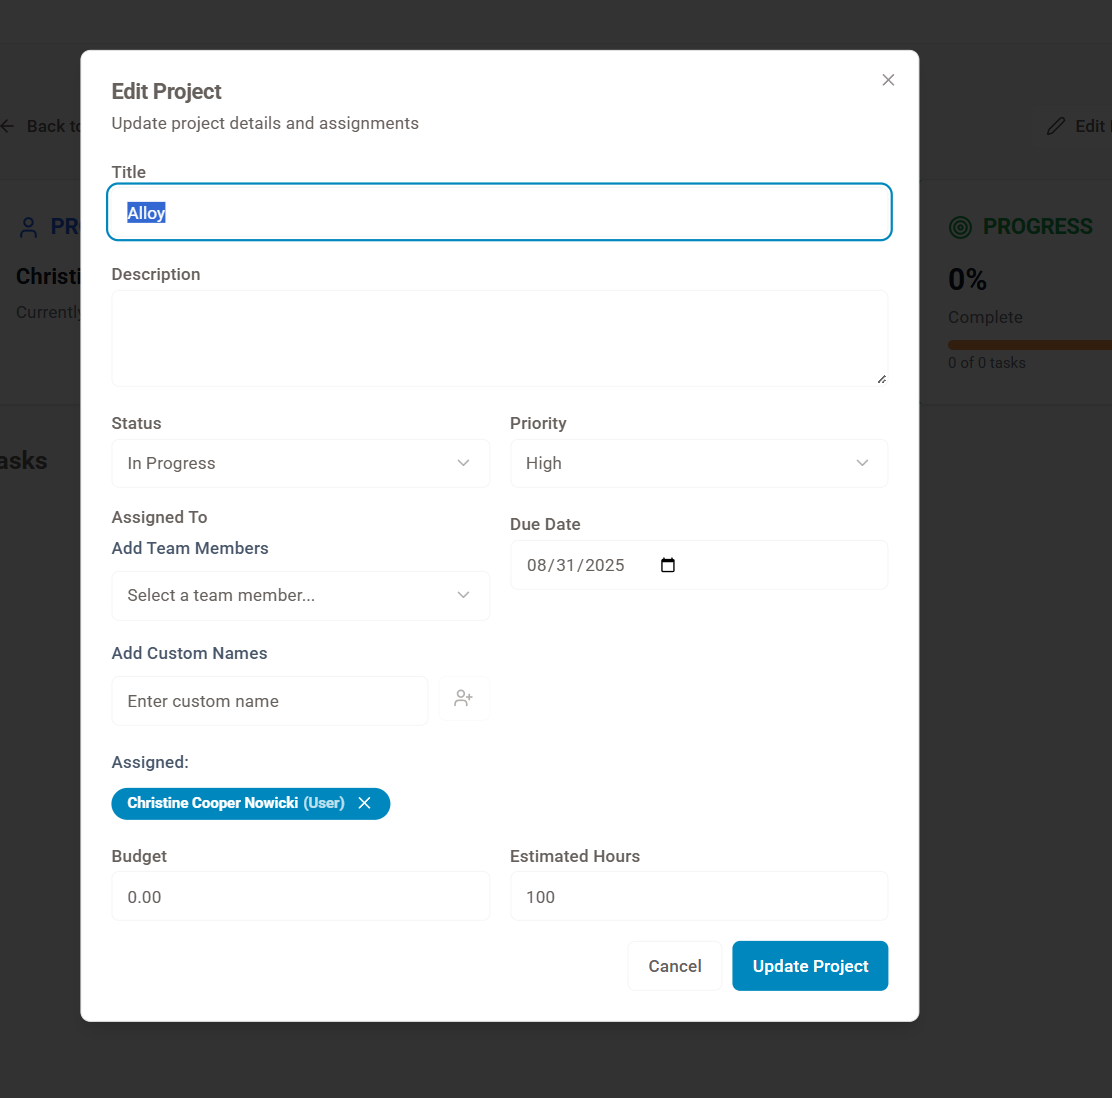 Edit Project
Update project details and assignments
Back to
Edit
Title
Alloy
PR
Christi
Currently
PROGRESS
0%
Complete
0 of 0 tasks
Description
asks
Status
Priority
In Progress
High
Assigned To
Due Date
Add Team Members
08/31/2025
Select a team member...
Add Custom Names
Enter custom name
Assigned:
Christine Cooper Nowicki (User)
Budget
Estimated Hours
0.00
100
Cancel
Update Project